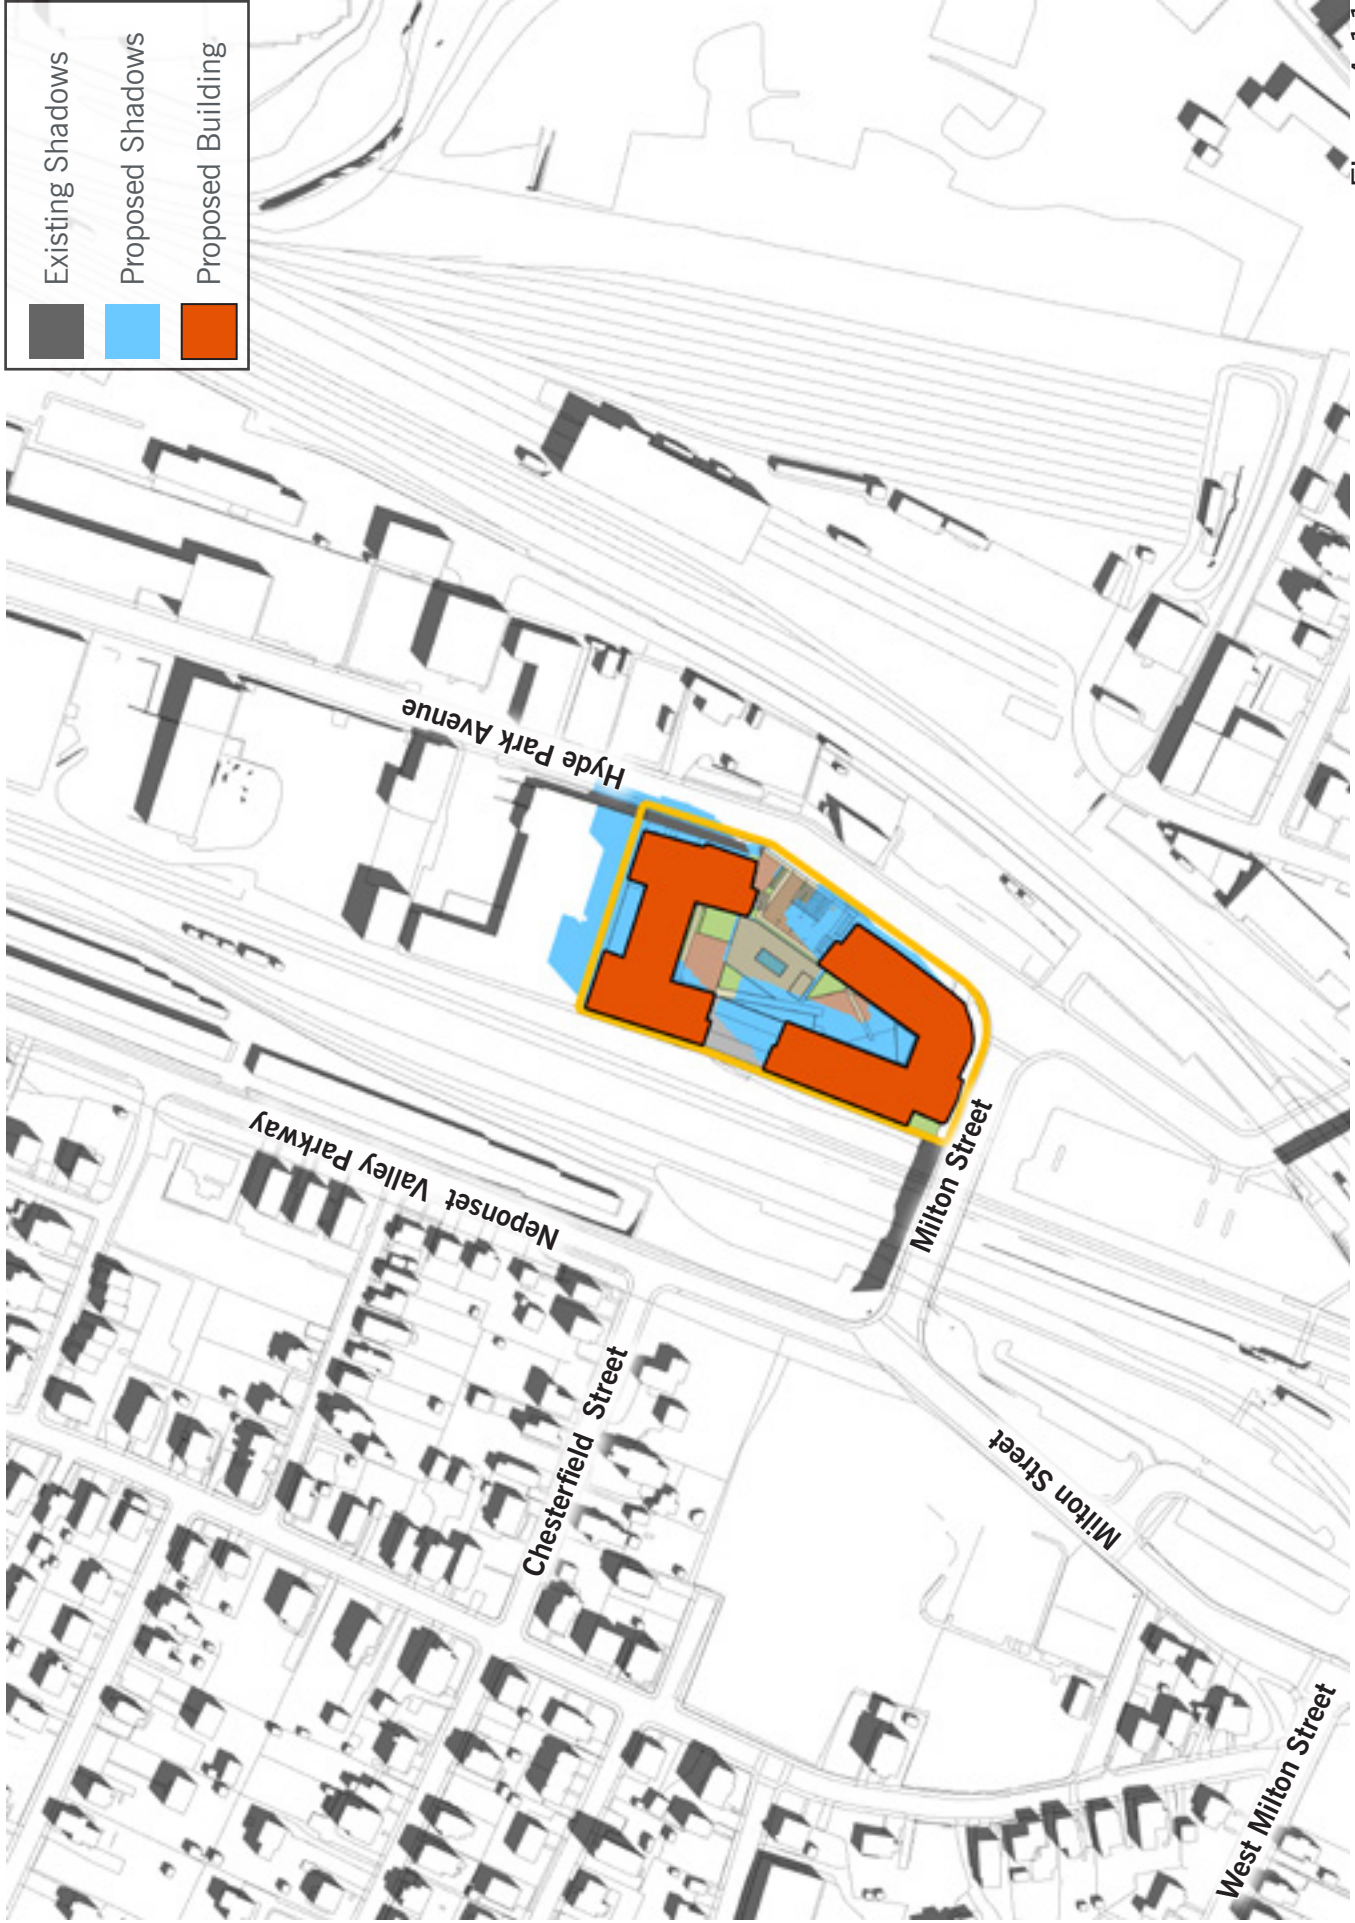 Existing Shadows
Proposed Shadows
Proposed Building
Hyde Park Avenue
Neponset Valley Parkway
Milton Street
Chesterfield Street
Milton Street
West Milton Street